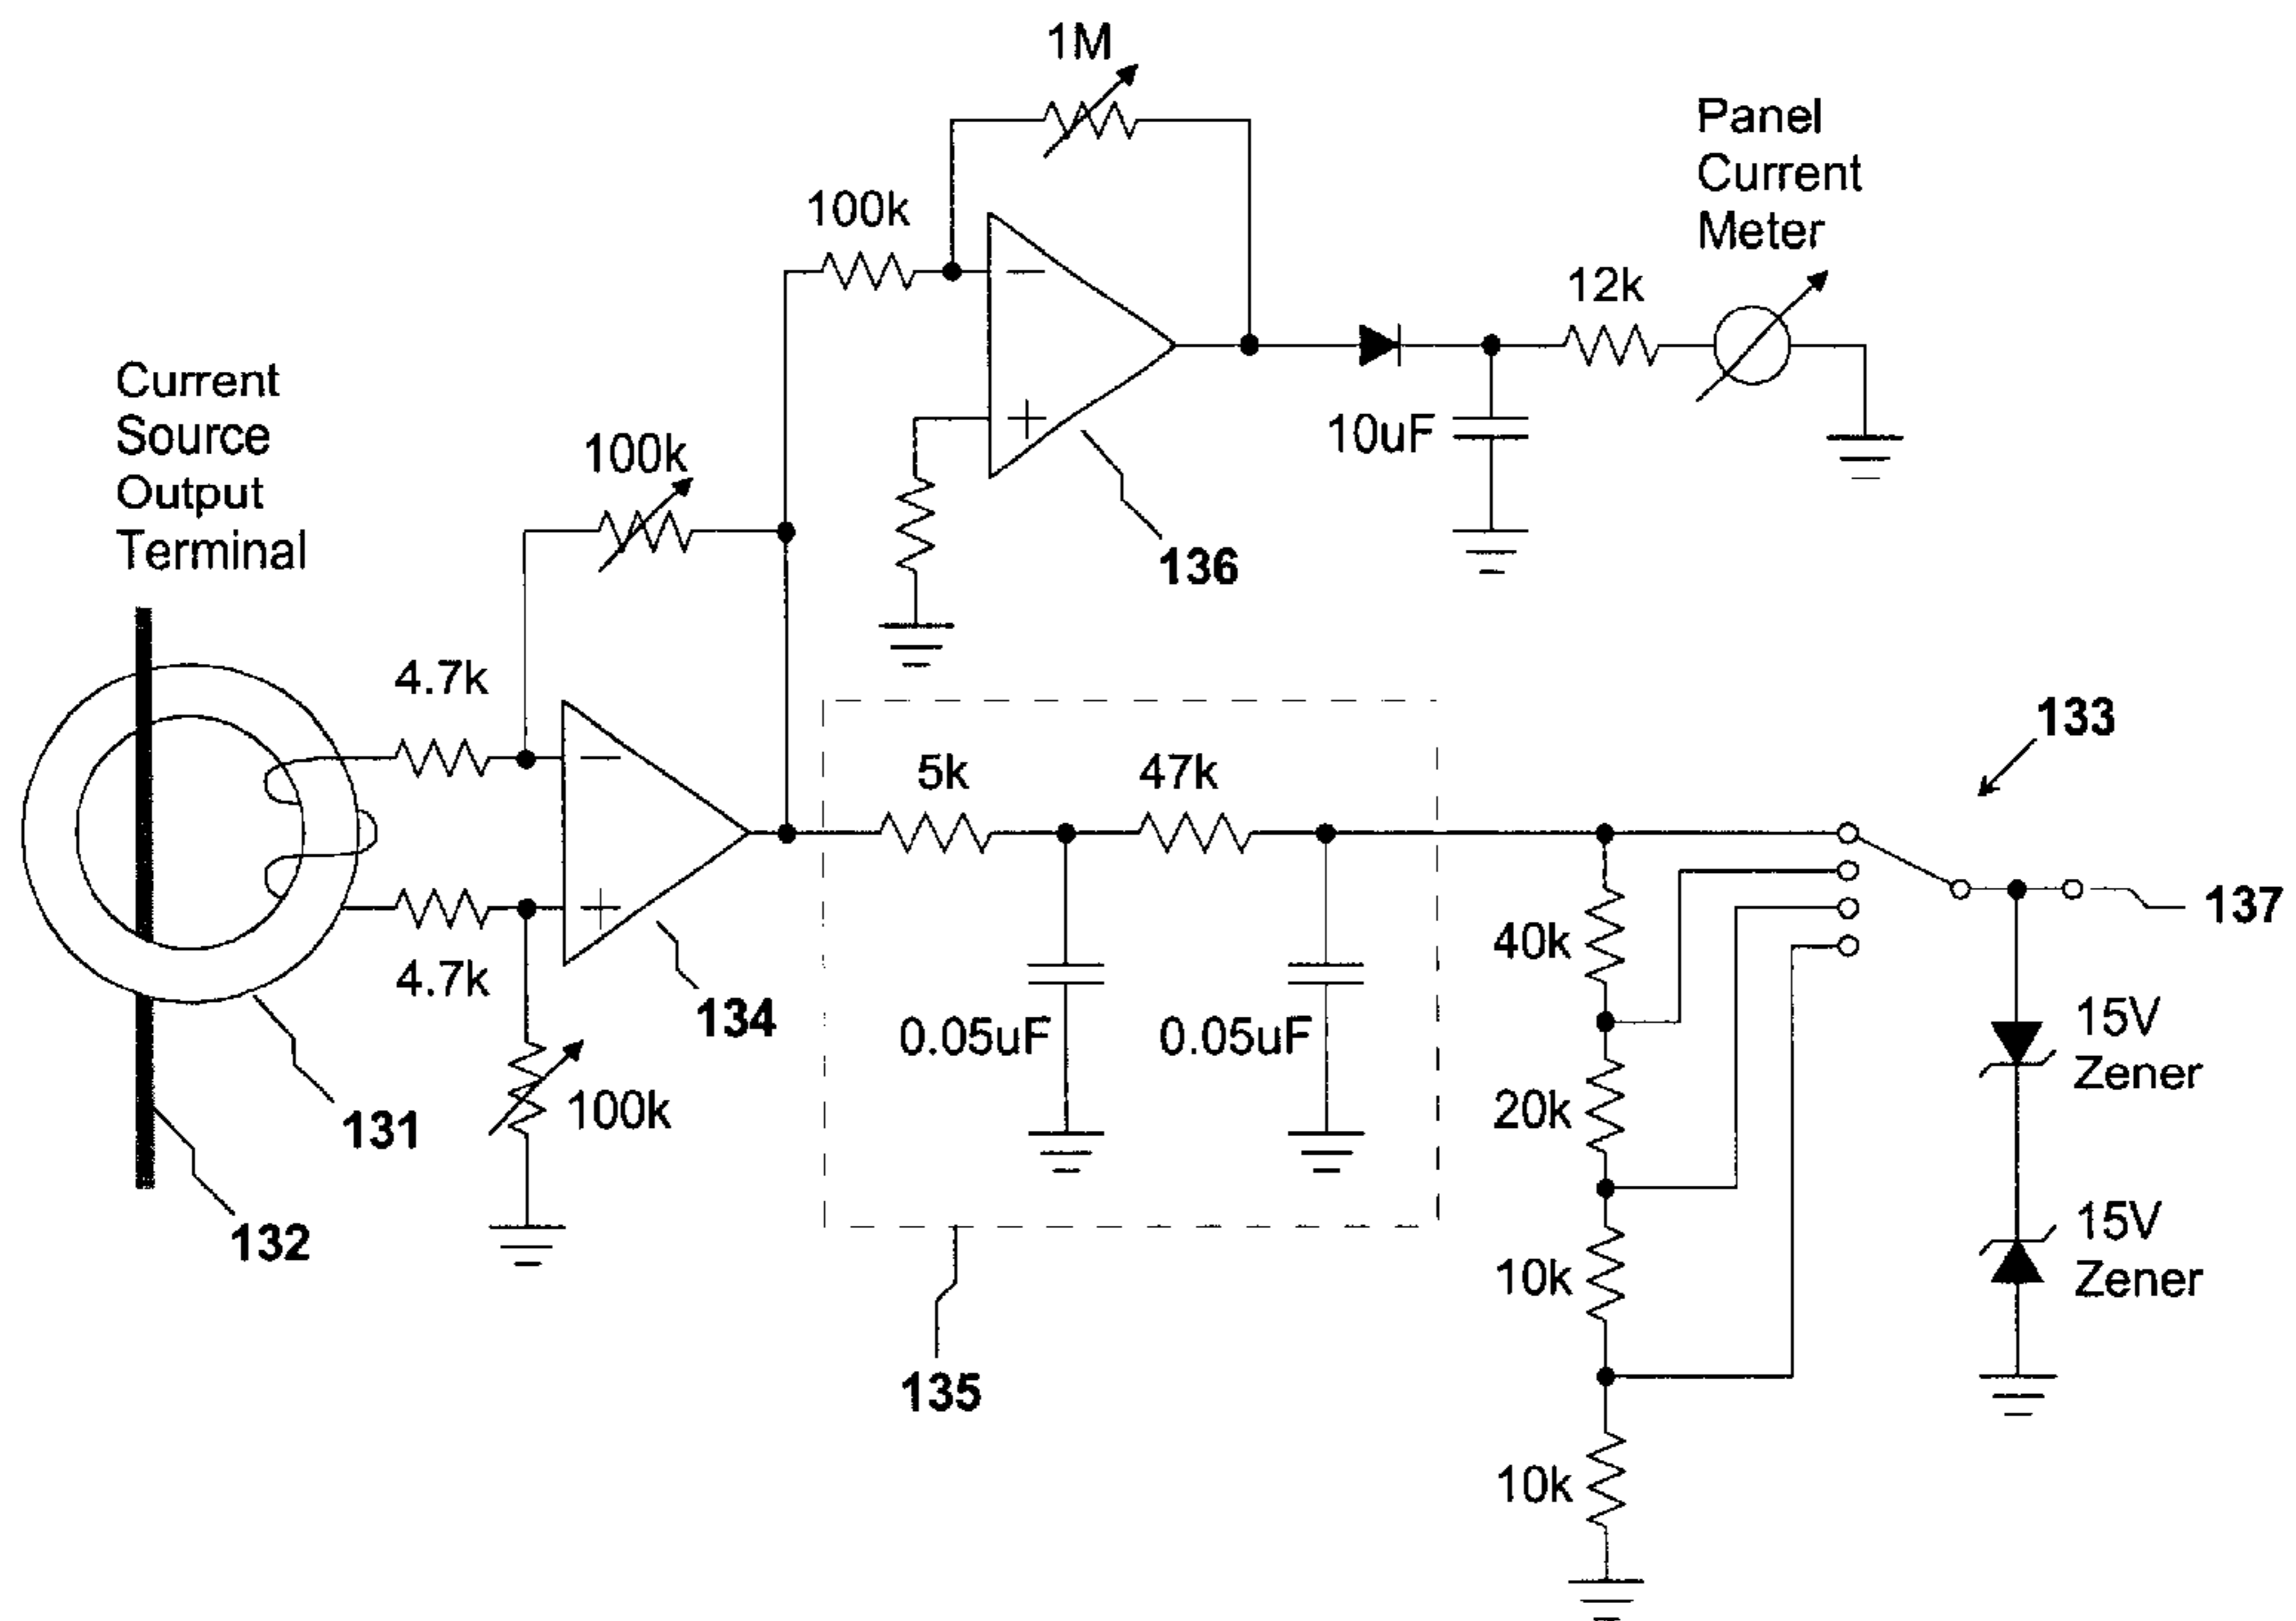 1M
Panel
Current
Meter
100k
12k
Current
Source
Output
Terminal
100k
10uF
136
4.7k
133
5k
47k
137
40k
4.7k
134
0.05uF
0.05uF
15V
Zener
131
100k
20k
132
15V
Zener
10k
135
10k